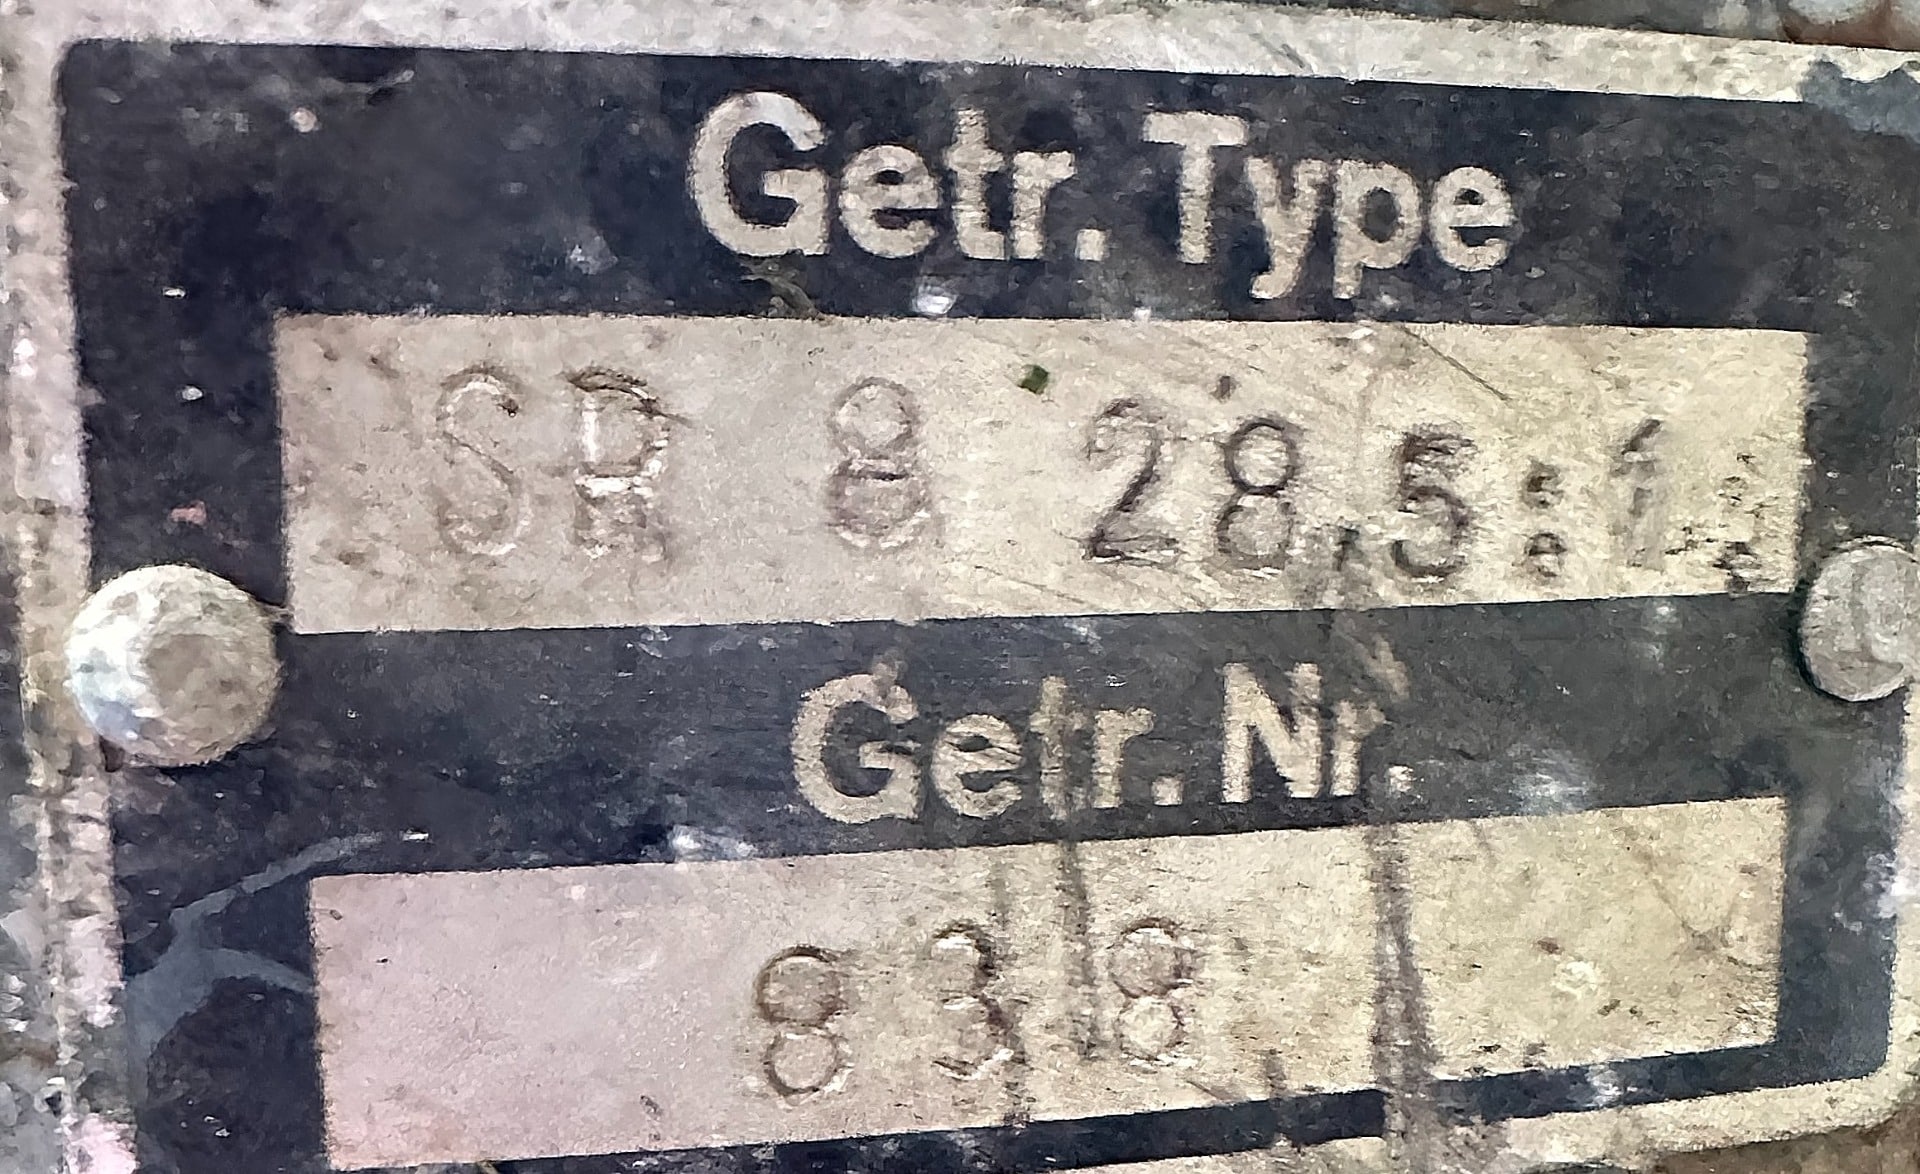 Getr. Type
SR 8 28,5:1
Getr. Nr.
838